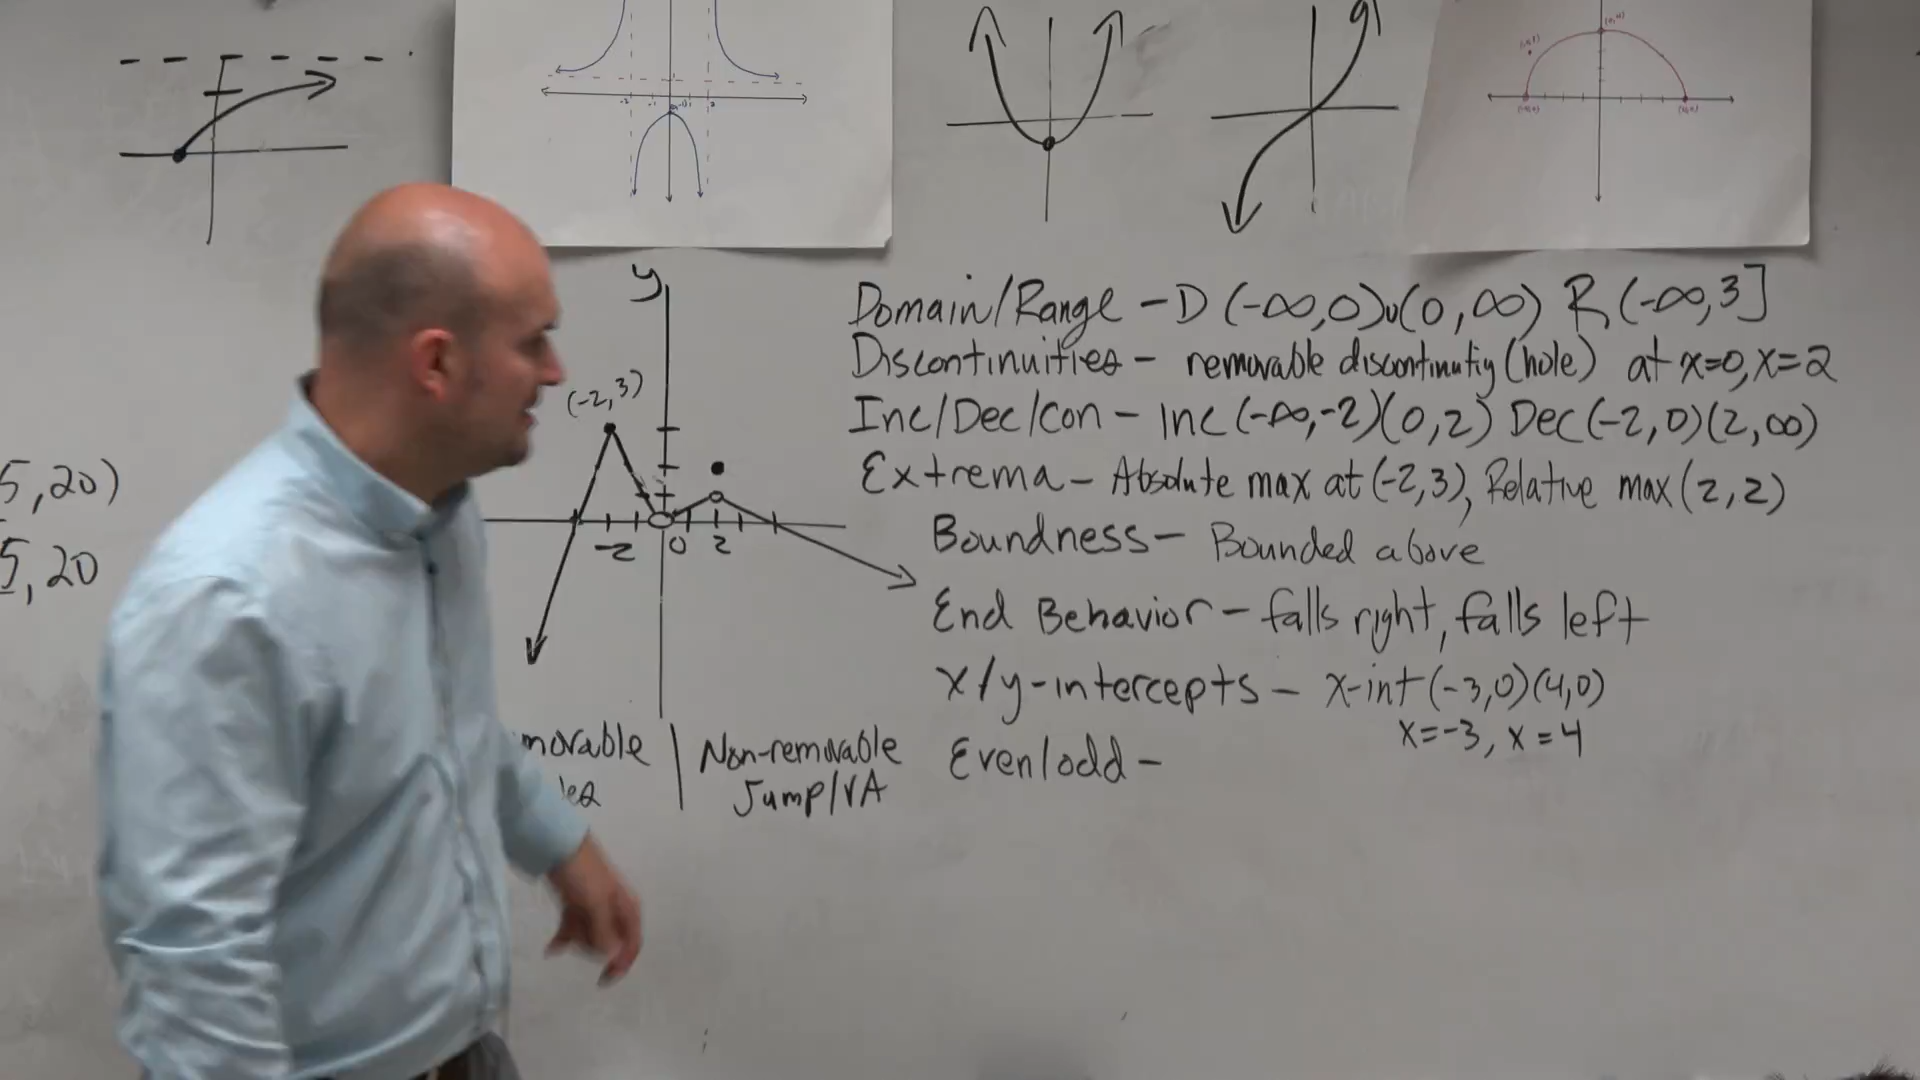 y
(-2,3)
-2 0 2
5,20)
5,20
Domain/Range - D (-∞,0)∪(0,∞) R (-∞,3]
Discontinuities - removable discontinutiy (hole) at x=0, x=2
Inc/Dec/con - Inc (-∞,-2)(0,2) Dec (-2,0)(2,∞)
Extrema - Absolute max at (-2,3), Relative max (2,2)
Boundness - Bounded above
End Behavior - falls right, falls left
x/y-intercepts - x-int (-3,0)(4,0)
x=-3, x=4
Even/odd -
movable
Non-removable
Jump/VA